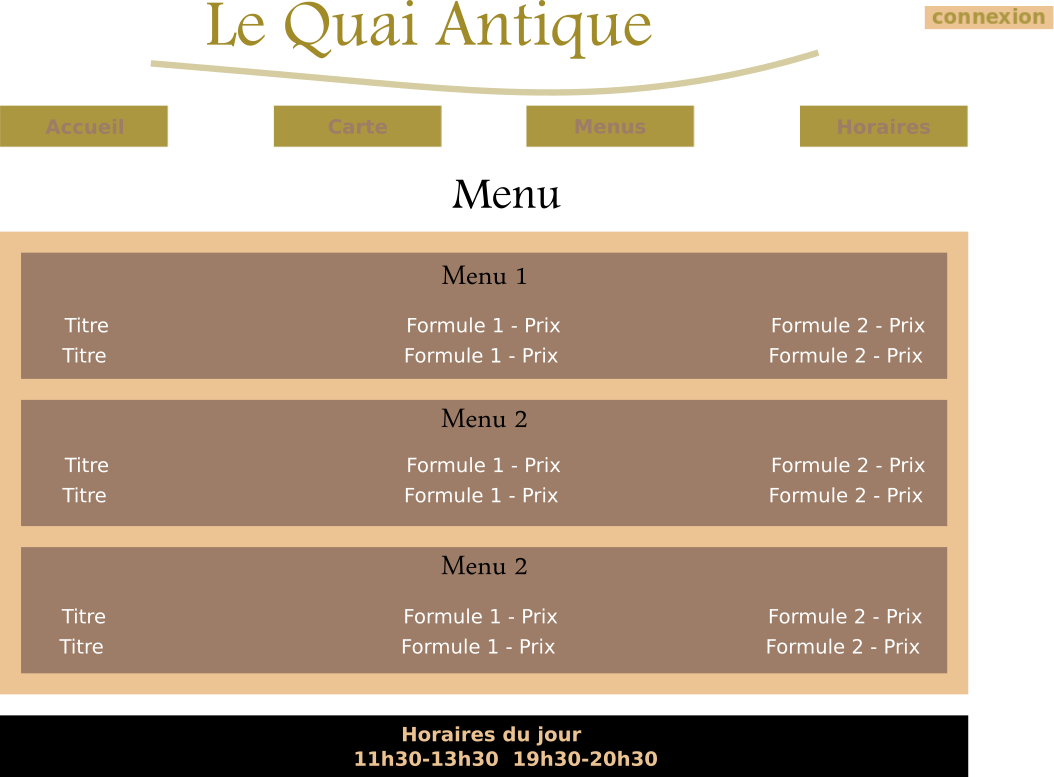 Le Quai Antique
connexion
Accueil Carte Menus Horaires
Menu
Menu 1
Titre Formule 1 - Prix Formule 2 - Prix
Titre Formule 1 - Prix Formule 2 - Prix
Menu 2
Titre Formule 1 - Prix Formule 2 - Prix
Titre Formule 1 - Prix Formule 2 - Prix
Menu 2
Titre Formule 1 - Prix Formule 2 - Prix
Titre Formule 1 - Prix Formule 2 - Prix
Horaires du jour
11h30-13h30 19h30-20h30